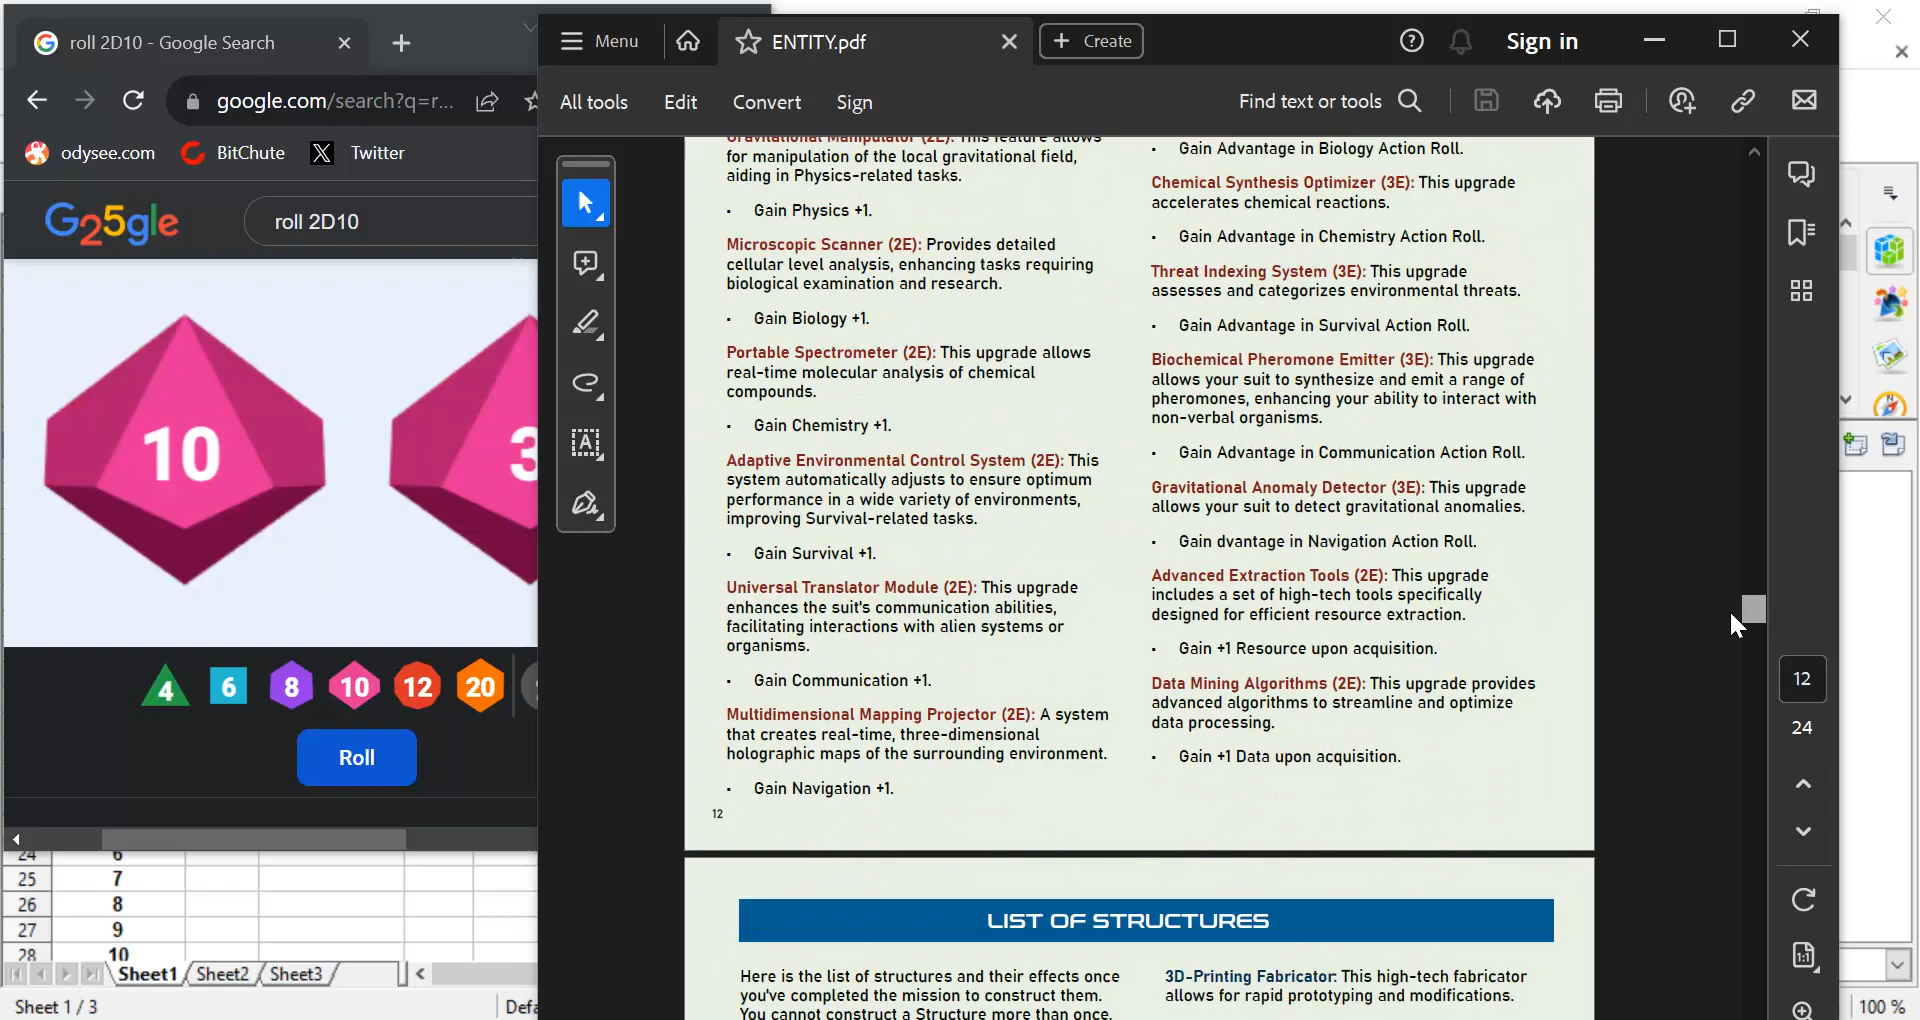 roll 2D10 - Google Search
google.com/search?q=r...
odysee.com
BitChute
Twitter
G25gle
roll 2D10
10
3
4
6
8
10
12
20
Roll
24 6
25 7
26 8
27 9
28 10
Sheet1
Sheet2
Sheet3
Sheet 1 / 3
Defa
Menu
ENTITY.pdf
Create
Sign in
All tools
Edit
Convert
Sign
Find text or tools
Gravitational Manipulator (2E): This feature allows
for manipulation of the local gravitational field,
aiding in Physics-related tasks.
· Gain Physics +1.
Microscopic Scanner (2E): Provides detailed
cellular level analysis, enhancing tasks requiring
biological examination and research.
· Gain Biology +1.
Portable Spectrometer (2E): This upgrade allows
real-time molecular analysis of chemical
compounds.
· Gain Chemistry +1.
Adaptive Environmental Control System (2E): This
system automatically adjusts to ensure optimum
performance in a wide variety of environments,
improving Survival-related tasks.
· Gain Survival +1.
Universal Translator Module (2E): This upgrade
enhances the suit's communication abilities,
facilitating interactions with alien systems or
organisms.
· Gain Communication +1.
Multidimensional Mapping Projector (2E): A system
that creates real-time, three-dimensional
holographic maps of the surrounding environment.
· Gain Navigation +1.
12
· Gain Advantage in Biology Action Roll.
Chemical Synthesis Optimizer (3E): This upgrade
accelerates chemical reactions.
· Gain Advantage in Chemistry Action Roll.
Threat Indexing System (3E): This upgrade
assesses and categorizes environmental threats.
· Gain Advantage in Survival Action Roll.
Biochemical Pheromone Emitter (3E): This upgrade
allows your suit to synthesize and emit a range of
pheromones, enhancing your ability to interact with
non-verbal organisms.
· Gain Advantage in Communication Action Roll.
Gravitational Anomaly Detector (3E): This upgrade
allows your suit to detect gravitational anomalies.
· Gain dvantage in Navigation Action Roll.
Advanced Extraction Tools (2E): This upgrade
includes a set of high-tech tools specifically
designed for efficient resource extraction.
· Gain +1 Resource upon acquisition.
Data Mining Algorithms (2E): This upgrade provides
advanced algorithms to streamline and optimize
data processing.
· Gain +1 Data upon acquisition.
LIST OF STRUCTURES
Here is the list of structures and their effects once
you've completed the mission to construct them.
You cannot construct a Structure more than once.
3D-Printing Fabricator: This high-tech fabricator
allows for rapid prototyping and modifications.
12
24
1:1
100 %